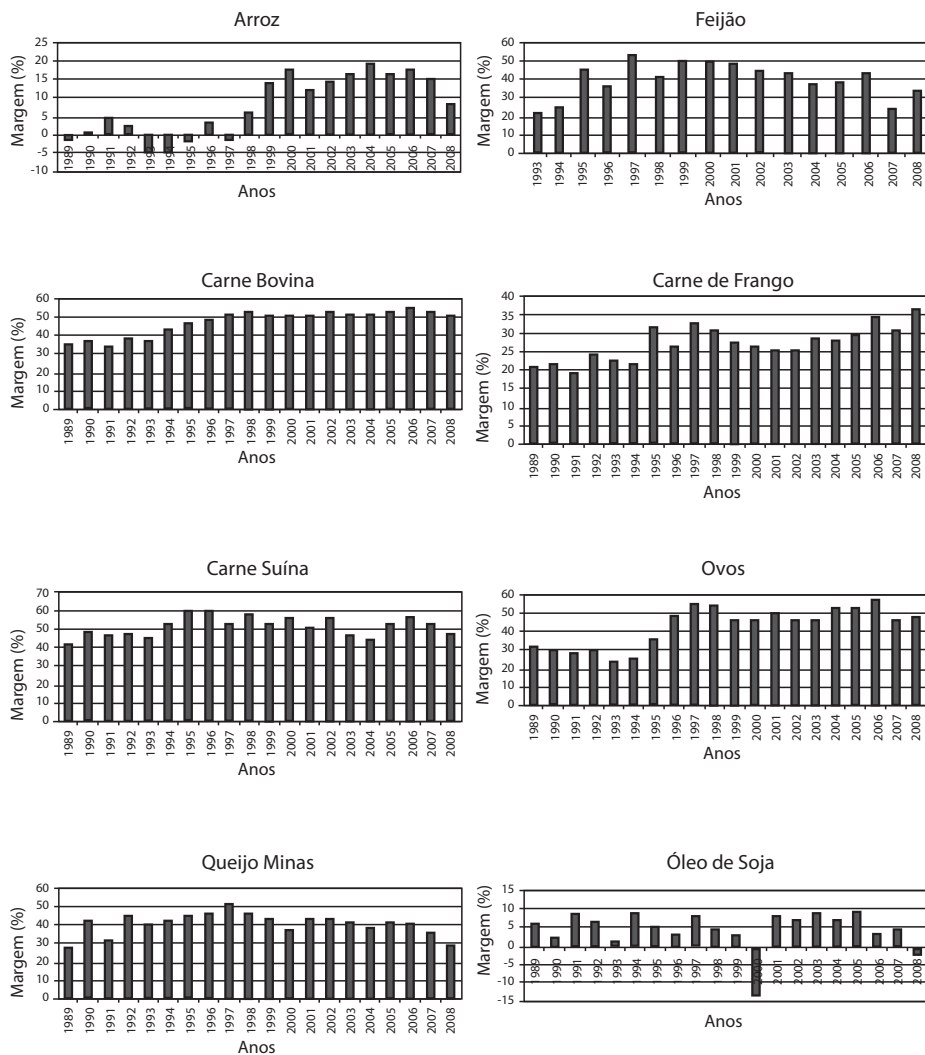 Arroz
Margem (%)
25
20
15
10
5
0
-5
-10
1989 1990 1991 1992 1993 1994 1995 1996 1997 1998 1999 2000 2001 2002 2003 2004 2005 2006 2007 2008
Anos
Feijão
Margem (%)
60
50
40
30
20
10
0
1993 1994 1995 1996 1997 1998 1999 2000 2001 2002 2003 2004 2005 2006 2007 2008
Anos
Carne Bovina
Margem (%)
60
50
40
30
20
10
0
1989 1990 1991 1992 1993 1994 1995 1996 1997 1998 1999 2000 2001 2002 2003 2004 2005 2006 2007 2008
Anos
Carne de Frango
Margem (%)
40
35
30
25
20
15
10
5
0
1989 1990 1991 1992 1993 1994 1995 1996 1997 1998 1999 2000 2001 2002 2003 2004 2005 2006 2007 2008
Anos
Carne Suína
Margem (%)
70
60
50
40
30
20
10
0
1989 1990 1991 1992 1993 1994 1995 1996 1997 1998 1999 2000 2001 2002 2003 2004 2005 2006 2007 2008
Anos
Ovos
Margem (%)
60
50
40
30
20
10
0
1989 1990 1991 1992 1993 1994 1995 1996 1997 1998 1999 2000 2001 2002 2003 2004 2005 2006 2007 2008
Anos
Queijo Minas
Margem (%)
60
50
40
30
20
10
0
1989 1990 1991 1992 1993 1994 1995 1996 1997 1998 1999 2000 2001 2002 2003 2004 2005 2006 2007 2008
Anos
Óleo de Soja
Margem (%)
15
10
5
0
-5
-10
-15
1989 1990 1991 1992 1993 1994 1995 1996 1997 1998 1999 2000 2001 2002 2003 2004 2005 2006 2007 2008
Anos